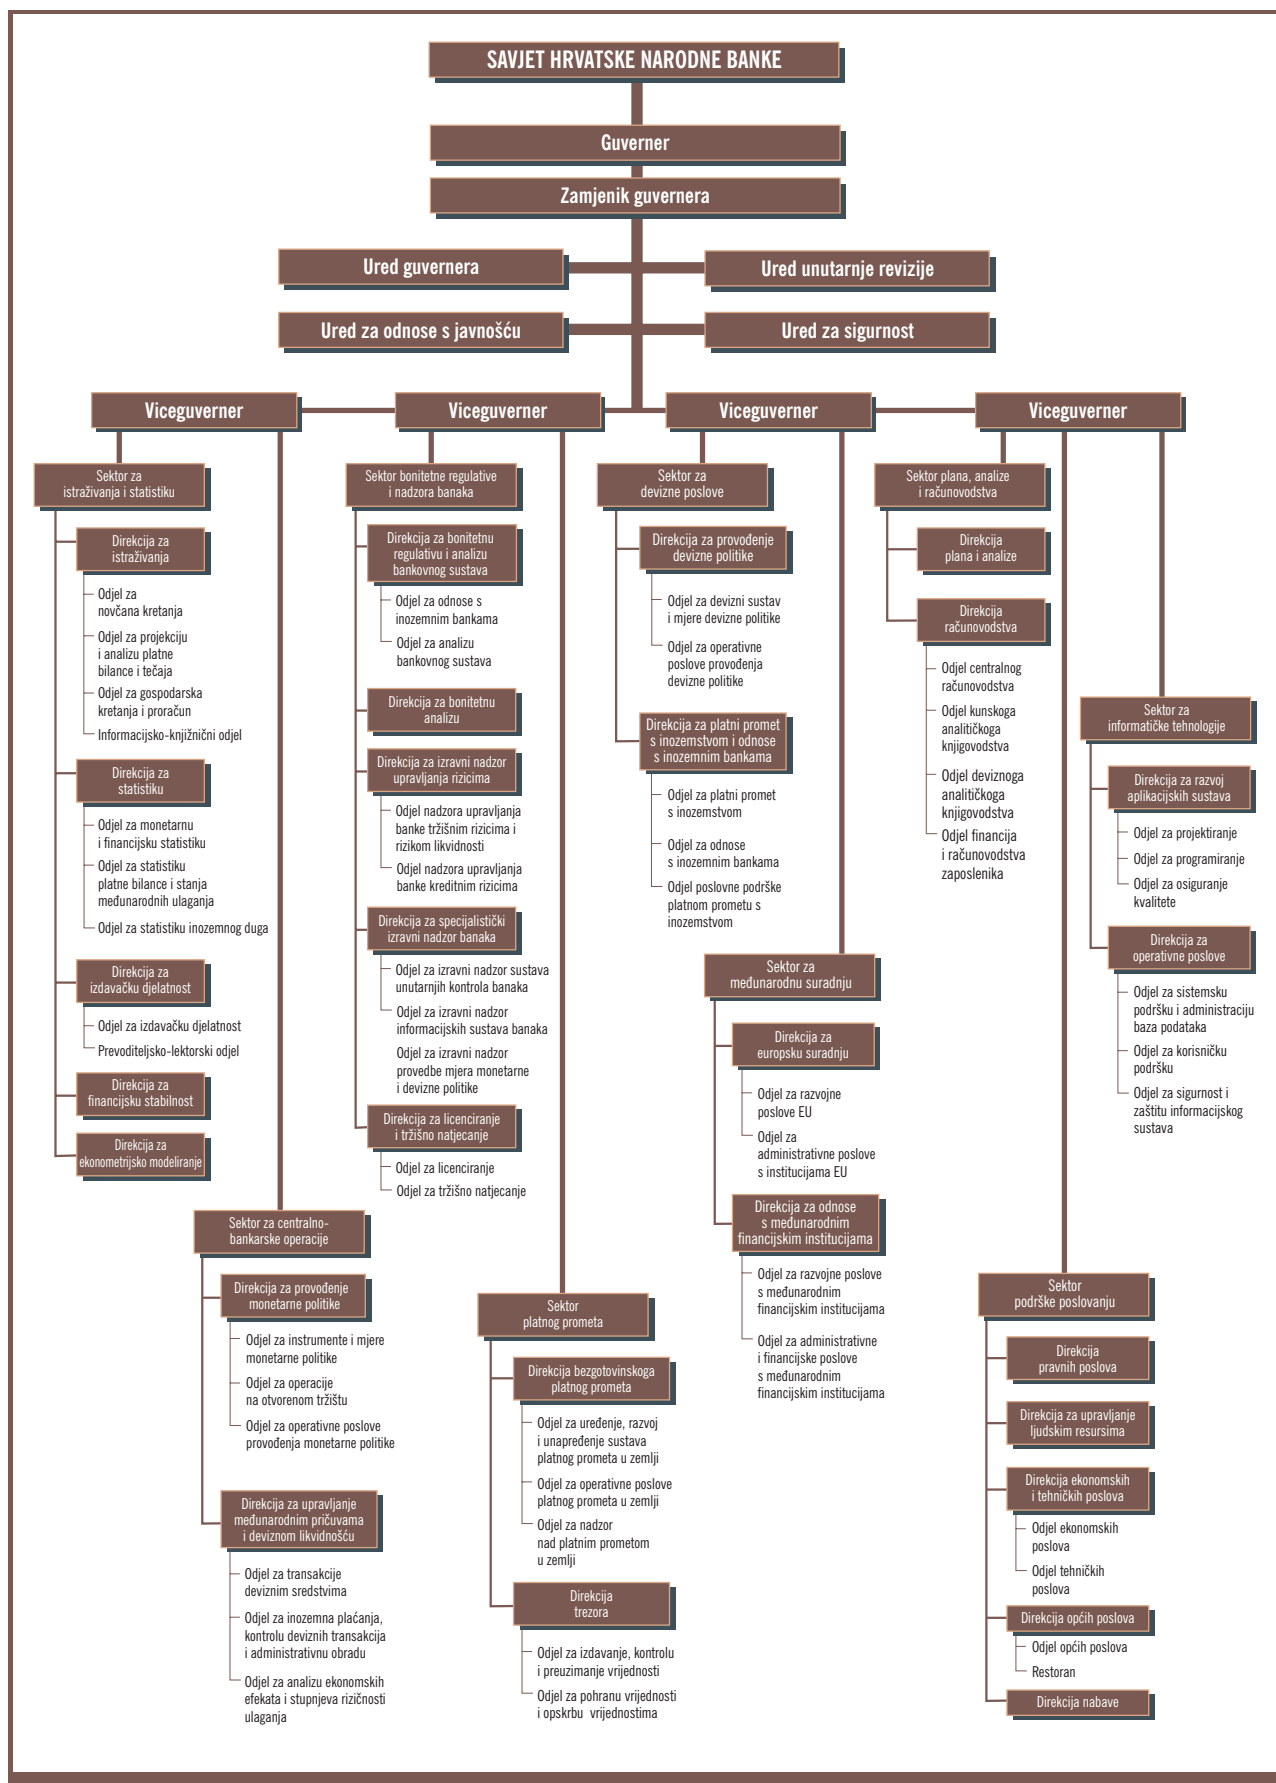 SAVJET HRVATSKE NARODNE BANKE
Guverner
Zamjenik guvernera
Ured guvernera
Ured unutarnje revizije
Ured za odnose s javnošću
Ured za sigurnost
Viceguverner
Viceguverner
Viceguverner
Viceguverner
Sektor za
istraživanja i statistiku
Direkcija za
istraživanja
Odjel za
novčana kretanja
Odjel za projekciju
i analizu platne
bilance i tečaja
Odjel za gospodarska
kretanja i proračun
Informacijsko-knjižnični odjel
Direkcija za
statistiku
Odjel za monetarnu
i financijsku statistiku
Odjel za statistiku
platne bilance i stanja
međunarodnih ulaganja
Odjel za statistiku inozemnog duga
Direkcija za
izdavačku djelatnost
Odjel za izdavačku djelatnost
Prevoditeljsko-lektorski odjel
Direkcija za
financijsku stabilnost
Direkcija za
ekonometrijsko modeliranje
Sektor za centralno-
bankarske operacije
Direkcija za provođenje
monetarne politike
Odjel za instrumente i mjere
monetarne politike
Odjel za operacije
na otvorenom tržištu
Odjel za operativne poslove
provođenja monetarne politike
Direkcija za upravljanje
međunarodnim pričuvama
i deviznom likvidnošću
Odjel za transakcije
deviznim sredstvima
Odjel za inozemna plaćanja,
kontrolu deviznih transakcija
i administrativnu obradu
Odjel za analizu ekonomskih
efekata i stupnjeva rizičnosti
ulaganja
Sektor bonitetne regulative
i nadzora banaka
Direkcija za bonitetnu
regulativu i analizu
bankovnog sustava
Odjel za odnose s
inozemnim bankama
Odjel za analizu
bankovnog sustava
Direkcija za bonitetnu
analizu
Direkcija za izravni nadzor
upravljanja rizicima
Odjel nadzora upravljanja
banke tržišnim rizicima i
rizikom likvidnosti
Odjel nadzora upravljanja
banke kreditnim rizicima
Direkcija za specijalistički
izravni nadzor banaka
Odjel za izravni nadzor sustava
unutarnjih kontrola banaka
Odjel za izravni nadzor
informacijskih sustava banaka
Odjel za izravni nadzor
provedbe mjera monetarne
i devizne politike
Direkcija za licenciranje
i tržišno natjecanje
Odjel za licenciranje
Odjel za tržišno natjecanje
Sektor
platnog prometa
Direkcija bezgotovinskoga
platnog prometa
Odjel za uređenje, razvoj
i unapređenje sustava
platnog prometa u zemlji
Odjel za operativne poslove
platnog prometa u zemlji
Odjel za nadzor
nad platnim prometom
u zemlji
Direkcija
trezora
Odjel za izdavanje, kontrolu
i preuzimanje vrijednosti
Odjel za pohranu vrijednosti
i opskrbu vrijednostima
Sektor za
devizne poslove
Direkcija za provođenje
devizne politike
Odjel za devizni sustav
i mjere devizne politike
Odjel za operativne
poslove provođenja
devizne politike
Direkcija za platni promet
s inozemstvom i odnose
s inozemnim bankama
Odjel za platni promet
s inozemstvom
Odjel za odnose
s inozemnim bankama
Odjel poslovne podrške
platnom prometu s
inozemstvom
Sektor za
međunarodnu suradnju
Direkcija za
europsku suradnju
Odjel za razvojne
poslove EU
Odjel za
administrativne poslove
s institucijama EU
Direkcija za odnose
s međunarodnim
financijskim institucijama
Odjel za razvojne poslove
s međunarodnim
financijskim institucijama
Odjel za administrativne
i financijske poslove
s međunarodnim
financijskim institucijama
Sektor plana, analize
i računovodstva
Direkcija
plana i analize
Direkcija
računovodstva
Odjel centralnog
računovodstva
Odjel kunskoga
analitičkoga
knjigovodstva
Odjel deviznoga
analitičkoga
knjigovodstva
Odjel financija
i računovodstva
zaposlenika
Sektor za
informatičke tehnologije
Direkcija za razvoj
aplikacijskih sustava
Odjel za projektiranje
Odjel za programiranje
Odjel za osiguranje
kvalitete
Direkcija za
operativne poslove
Odjel za sistemsku
podršku i administraciju
baza podataka
Odjel za korisničku
podršku
Odjel za sigurnost i
zaštitu informacijskog
sustava
Sektor
podrške poslovanju
Direkcija
pravnih poslova
Direkcija za upravljanje
ljudskim resursima
Direkcija ekonomskih
i tehničkih poslova
Odjel ekonomskih
poslova
Odjel tehničkih
poslova
Direkcija općih poslova
Odjel općih poslova
Restoran
Direkcija nabave